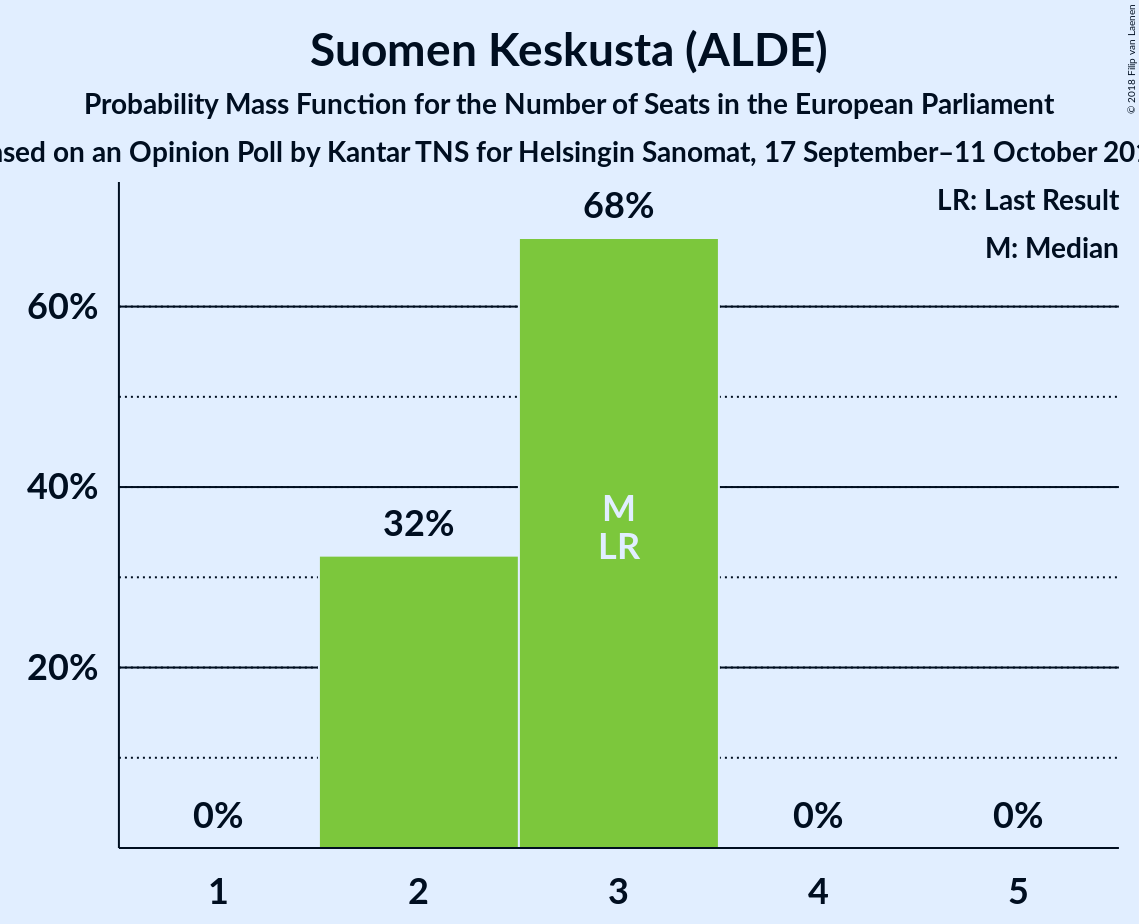 Suomen Keskusta (ALDE)
Probability Mass Function for the Number of Seats in the European Parliament
on an Opinion Poll by Kantar TNS for Helsingin Sanomat, 17 September–11 October
LR: Last Result
M: Median
68%
60%
40%
M
32%
LR
20%
0%
0%
0%
1
2
3
4
5
© 2018 Filip van Laenen